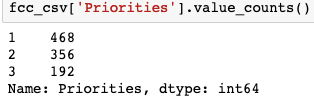 fcc_csv['Priorities'].value_counts()
1    468
2    356
3    192
Name: Priorities, dtype: int64